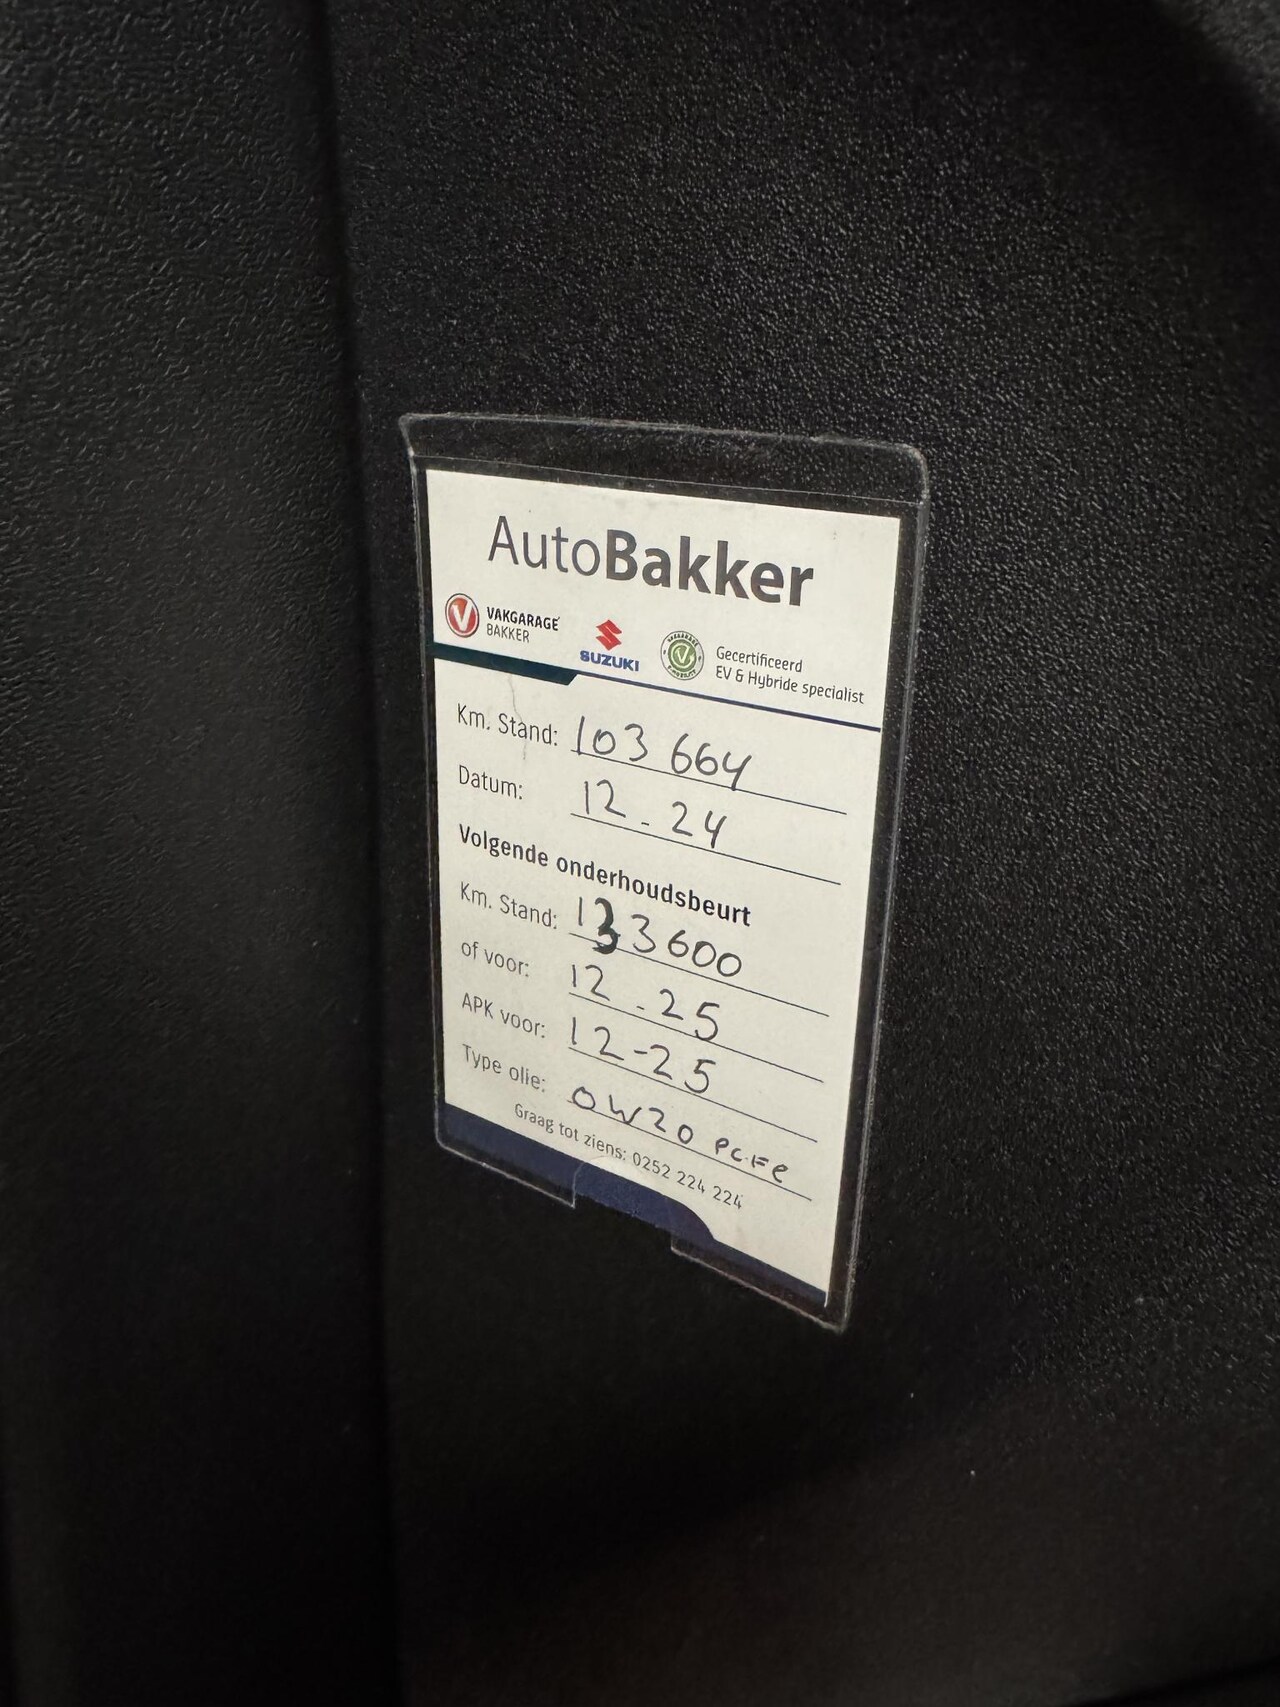 AutoBakker
VAKGARAGE
BAKKER
SUZUKI
Gecertificeerd
EV & Hybride specialist
Km. Stand: 103 664
Datum: 12 - 24
Volgende onderhoudsbeurt
Km. Stand: 133600
of voor: 12 - 25
APK voor: 12-25
Type olie: 0W20
Graag tot ziens: 0252 224 224